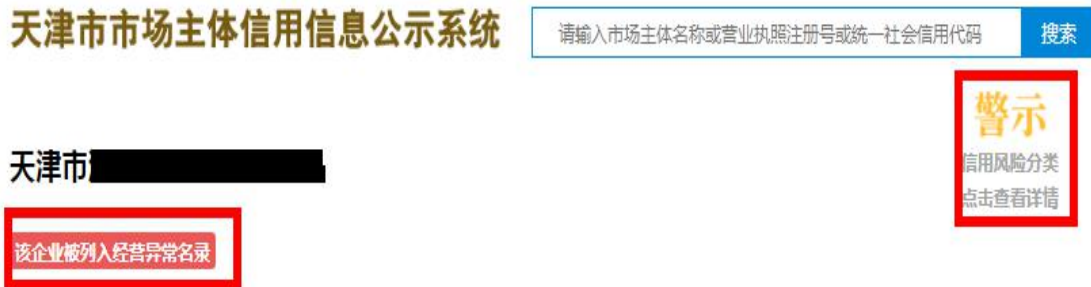 天津市市场主体信用信息公示系统
请输入市场主体名称或营业执照注册号或统一社会信用代码
搜索
警示
信用风险分类
点击查看详情
天津市
该企业被列入经营异常名录